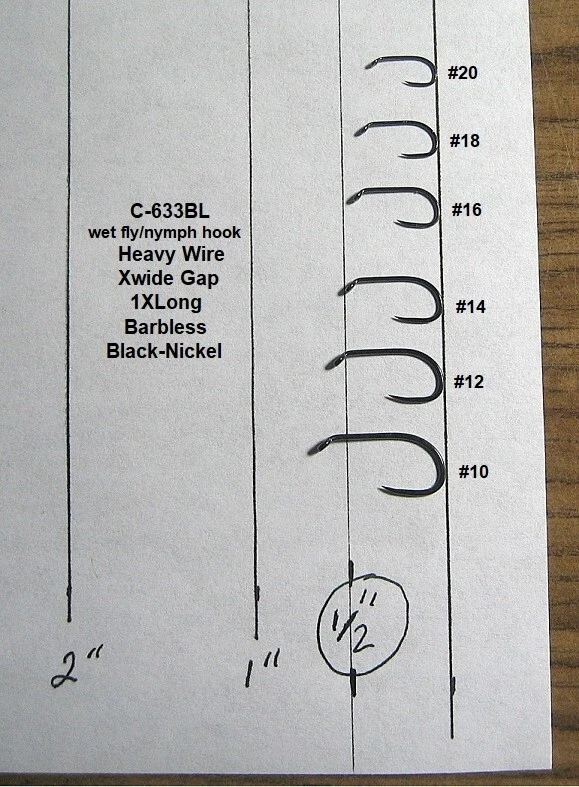 #20
#18
C-633BL
wet fly/nymph hook
Heavy Wire
Xwide Gap
1XLong
Barbless
Black-Nickel
#16
#14
#12
#10
2"
1"
1/2"